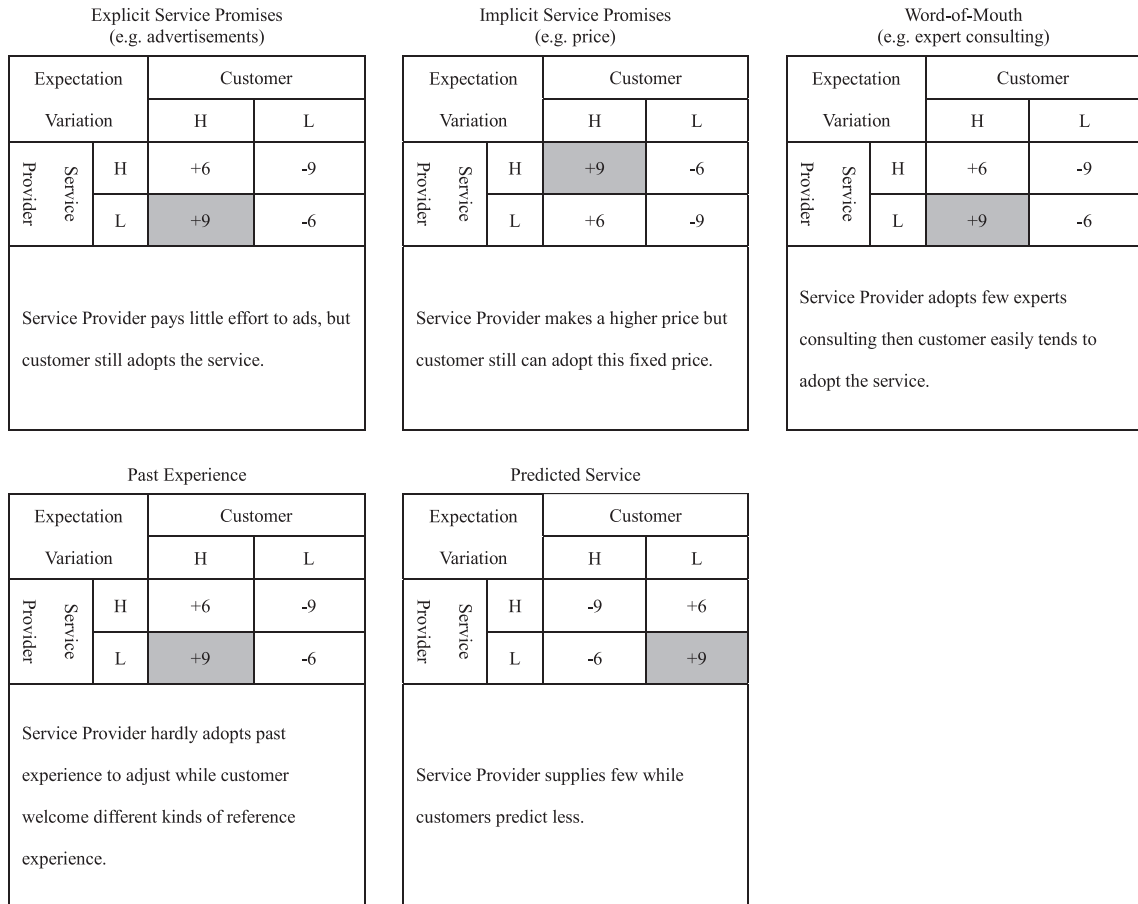 Explicit Service Promises
(e.g. advertisements)
Expectation
Variation
Customer
H
L
Service
Provider
H
+6
-9
L
+9
-6
Service Provider pays little effort to ads, but
customer still adopts the service.
Implicit Service Promises
(e.g. price)
Expectation
Variation
Customer
H
L
Service
Provider
H
+9
-6
L
+6
-9
Service Provider makes a higher price but
customer still can adopt this fixed price.
Word-of-Mouth
(e.g. expert consulting)
Expectation
Variation
Customer
H
L
Service
Provider
H
+6
-9
L
+9
-6
Service Provider adopts few experts
consulting then customer easily tends to
adopt the service.
Past Experience
Expectation
Variation
Customer
H
L
Service
Provider
H
+6
-9
L
+9
-6
Service Provider hardly adopts past
experience to adjust while customer
welcome different kinds of reference
experience.
Predicted Service
Expectation
Variation
Customer
H
L
Service
Provider
H
-9
+6
L
-6
+9
Service Provider supplies few while
customers predict less.